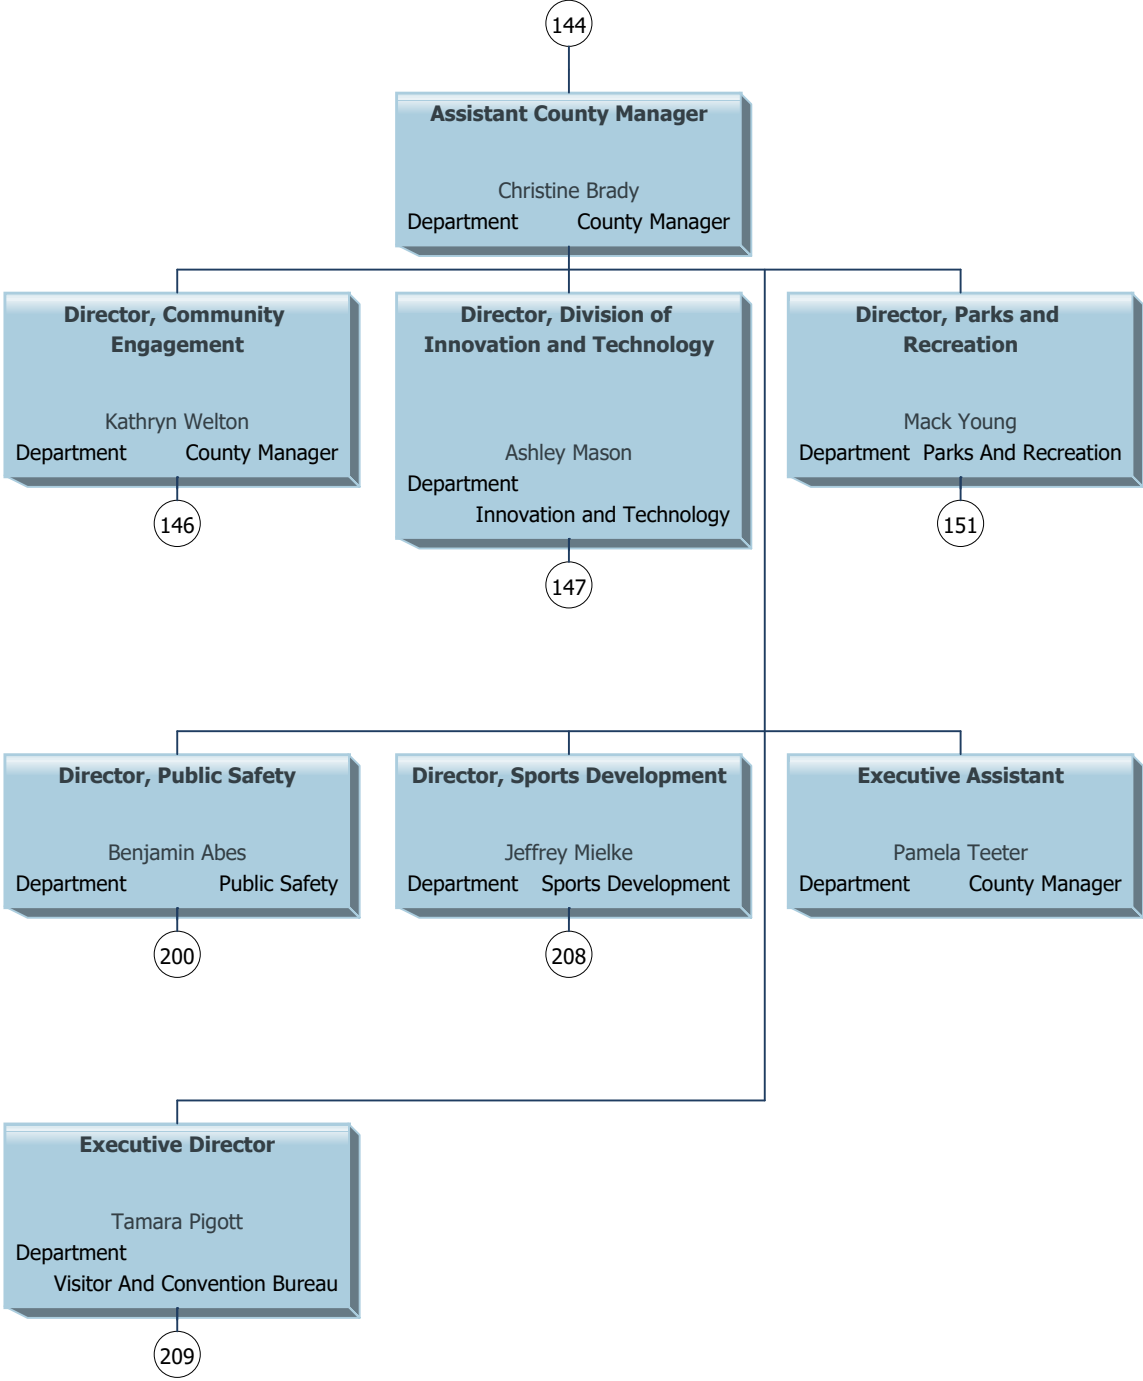 144
Assistant County Manager
Christine Brady
Department County Manager
Director, Community
Engagement
Kathryn Welton
Department County Manager
146
Director, Division of
Innovation and Technology
Ashley Mason
Department
Innovation and Technology
147
Director, Parks and
Recreation
Mack Young
Department Parks And Recreation
151
Director, Public Safety
Benjamin Abes
Department Public Safety
200
Director, Sports Development
Jeffrey Mielke
Department Sports Development
208
Executive Assistant
Pamela Teeter
Department County Manager
Executive Director
Tamara Pigott
Department
Visitor And Convention Bureau
209